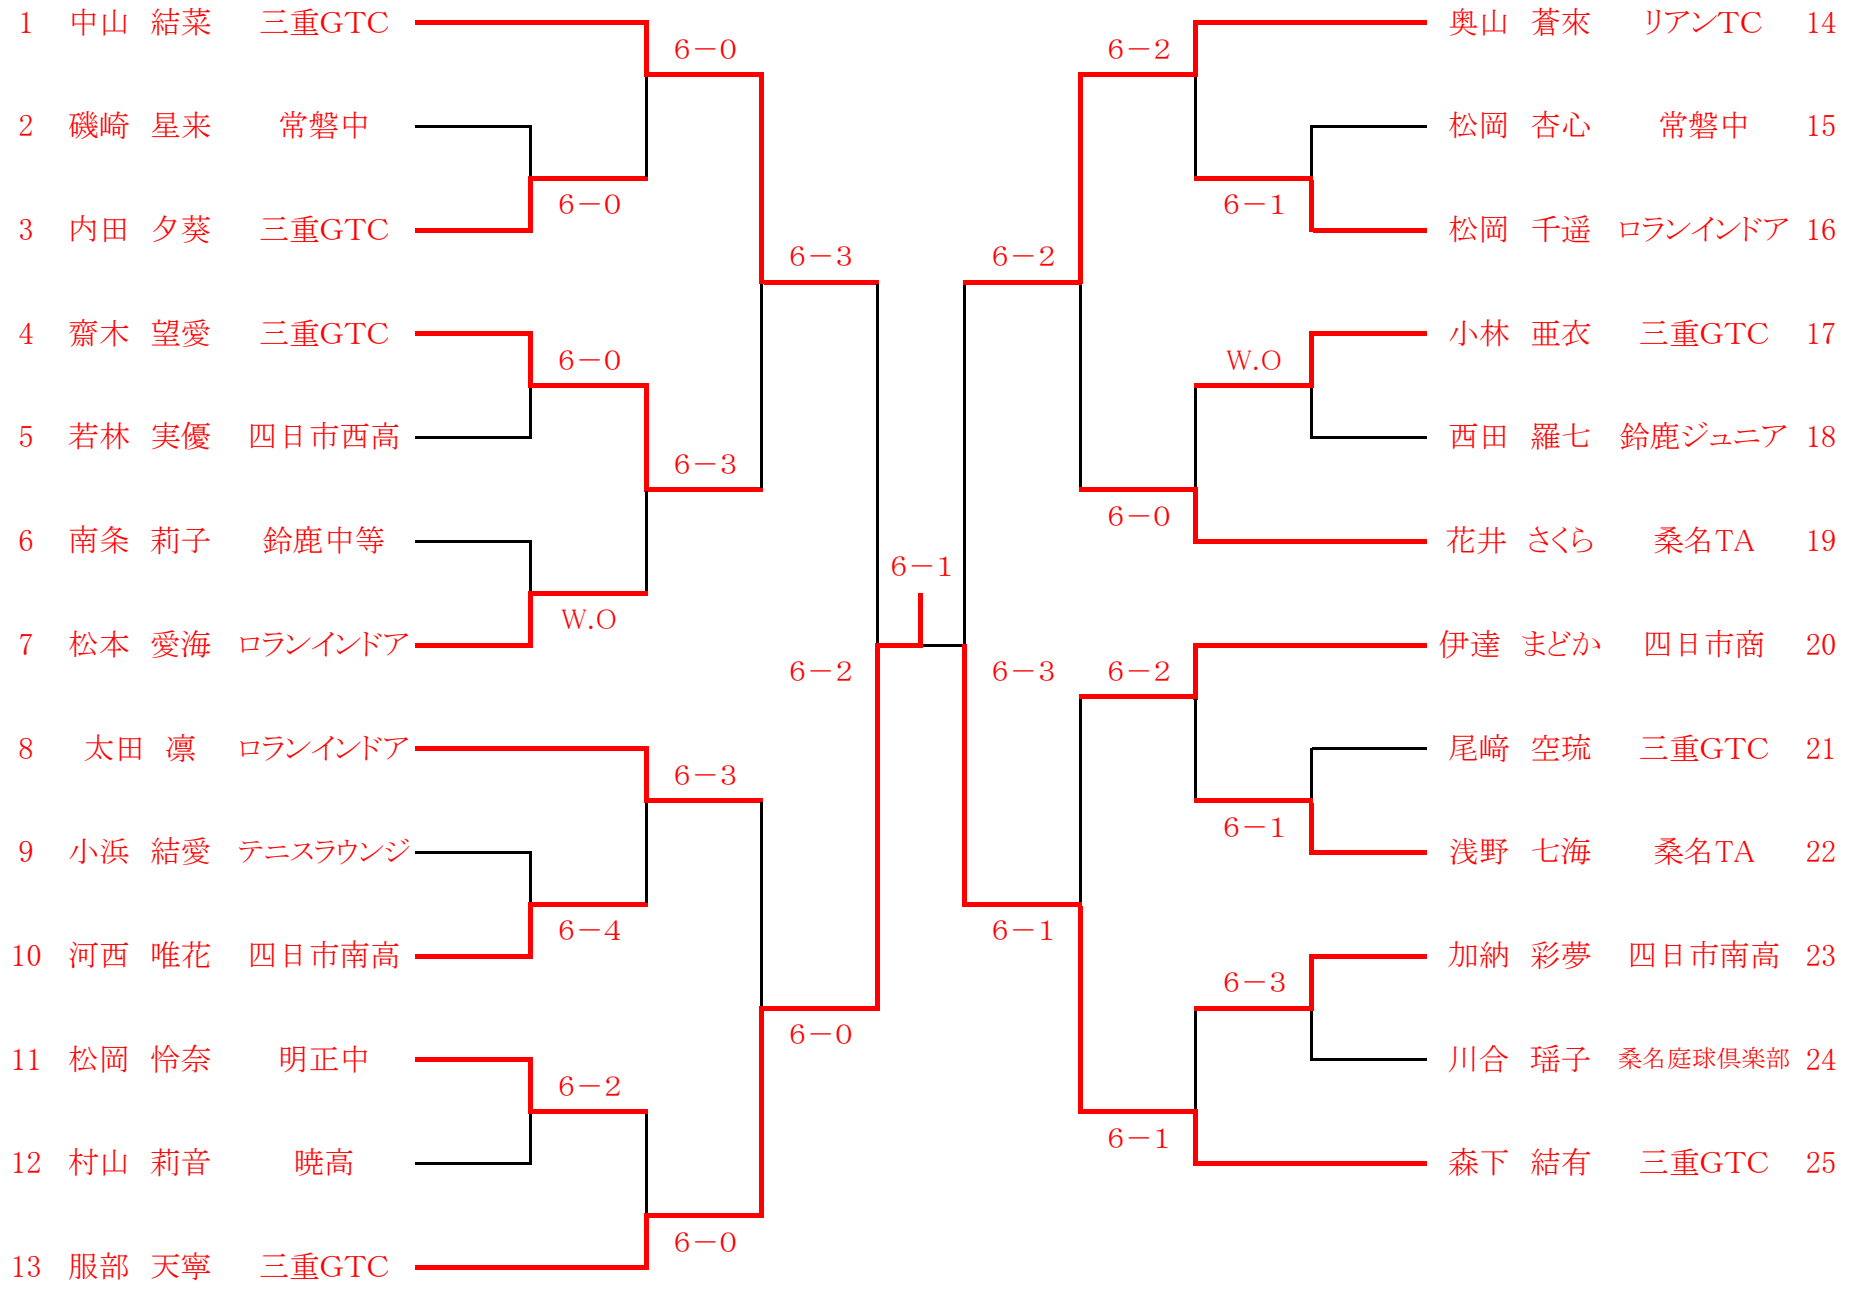 1 中山 結菜 三重GTC
2 磯崎 星来 常磐中
3 内田 夕葵 三重GTC
4 齋木 望愛 三重GTC
5 若林 実優 四日市西高
6 南条 莉子 鈴鹿中等
7 松本 愛海 ロランインドア
8 太田 凛 ロランインドア
9 小浜 結愛 テニスラウンジ
10 河西 唯花 四日市南高
11 松岡 怜奈 明正中
12 村山 莉音 暁高
13 服部 天寧 三重GTC
6-0
6-0
6-0
6-3
W.O
6-3
6-4
6-2
6-0
6-3
6-0
6-2
6-1
6-2
6-3
6-2
6-0
6-1
6-2
6-1
W.O
6-2
6-1
6-3
6-1
奥山 蒼來 リアンTC 14
松岡 杏心 常磐中 15
松岡 千遥 ロランインドア 16
小林 亜衣 三重GTC 17
西田 羅七 鈴鹿ジュニア 18
花井 さくら 桑名TA 19
伊達 まどか 四日市商 20
尾﨑 空琉 三重GTC 21
浅野 七海 桑名TA 22
加納 彩夢 四日市南高 23
川合 瑶子 桑名庭球倶楽部 24
森下 結有 三重GTC 25